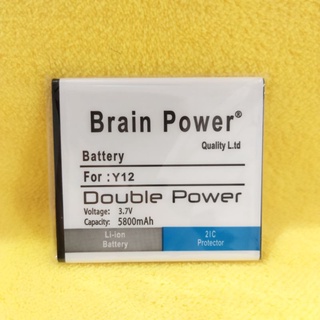 Brain Power®
Quality L.td
Battery
For : Y12
Double Power
Voltage: 3.7V
Capacity: 5800mAh
Li-ion
Battery
2IC
Protector